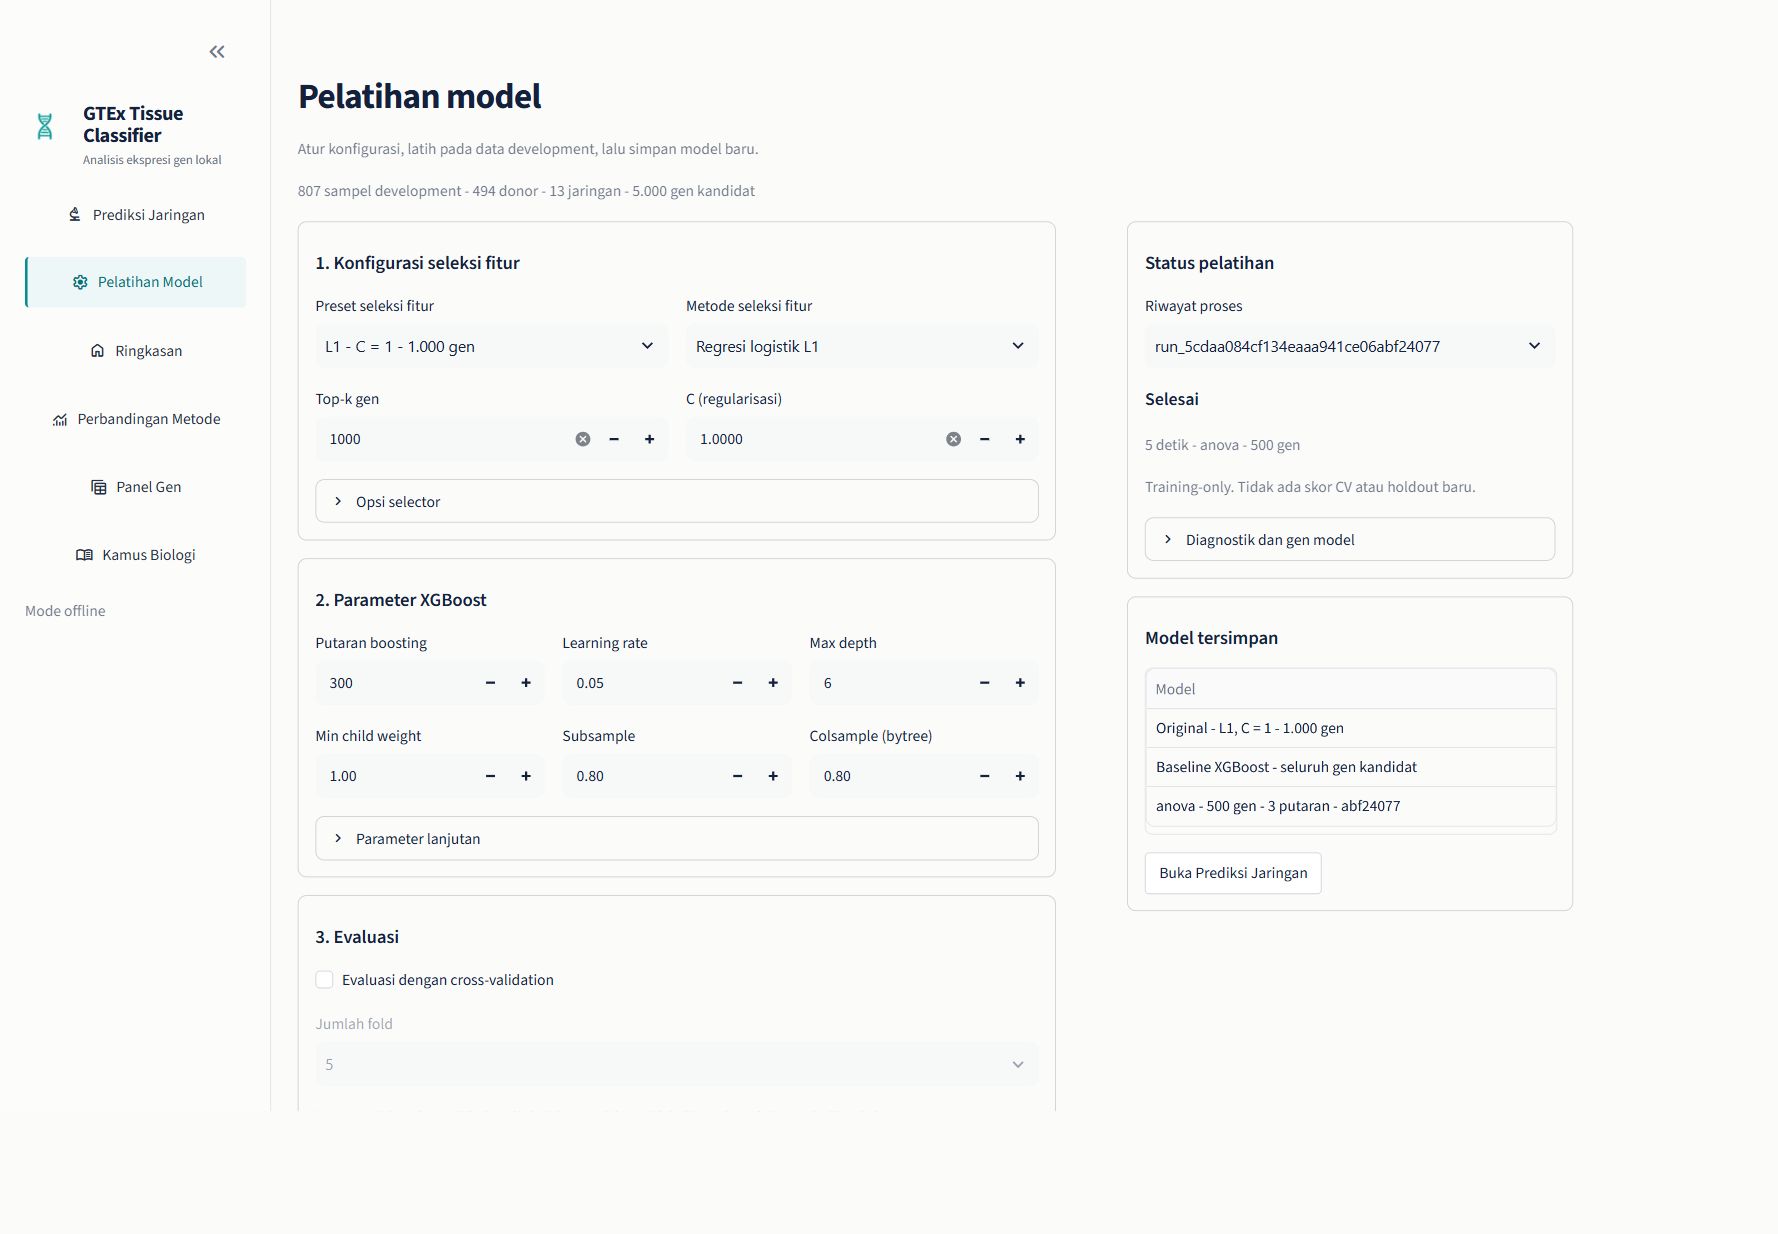 GTEx Tissue
Classifier
Analisis ekspresi gen lokal
Prediksi Jaringan
Pelatihan Model
Ringkasan
Perbandingan Metode
Panel Gen
Kamus Biologi
Mode offline
Pelatihan model
Atur konfigurasi, latih pada data development, lalu simpan model baru.
807 sampel development - 494 donor - 13 jaringan - 5.000 gen kandidat
1. Konfigurasi seleksi fitur
Preset seleksi fitur
Metode seleksi fitur
L1 - C = 1 - 1.000 gen
Regresi logistik L1
Top-k gen
C (regularisasi)
1000
1.0000
Opsi selector
2. Parameter XGBoost
Putaran boosting
Learning rate
Max depth
300
0.05
6
Min child weight
Subsample
Colsample (bytree)
1.00
0.80
0.80
Parameter lanjutan
3. Evaluasi
Evaluasi dengan cross-validation
Jumlah fold
5
Status pelatihan
Riwayat proses
run_5cdaa084cf134eaaa941ce06abf24077
Selesai
5 detik - anova - 500 gen
Training-only. Tidak ada skor CV atau holdout baru.
Diagnostik dan gen model
Model tersimpan
Model
Original - L1, C = 1 - 1.000 gen
Baseline XGBoost - seluruh gen kandidat
anova - 500 gen - 3 putaran - abf24077
Buka Prediksi Jaringan